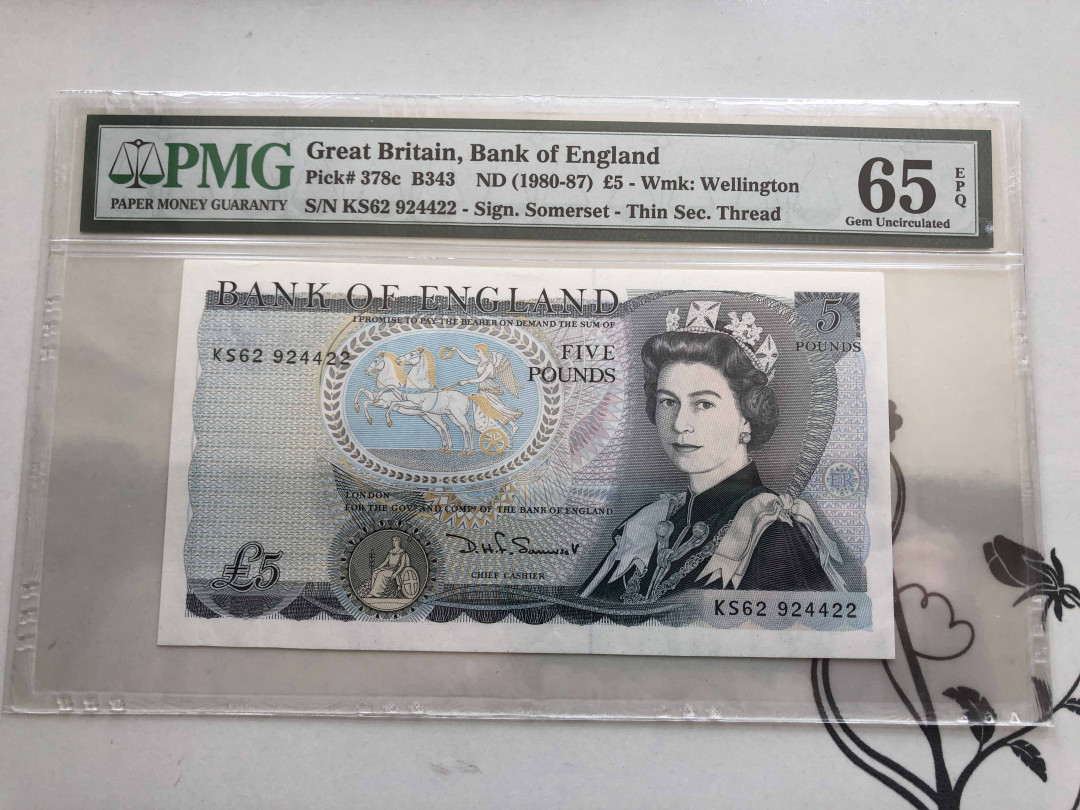 PMG
PAPER MONEY GUARANTY
Great Britain, Bank of England
Pick# 378c B343 ND (1980-87) £5 - Wmk: Wellington
S/N KS62 924422 - Sign. Somerset - Thin Sec. Thread
65
EPQ
Gem Uncirculated
BANK OF ENGLAND
I PROMISE TO PAY THE BEARER ON DEMAND THE SUM OF
KS62 924422
FIVE
POUNDS
5
POUNDS
ER
LONDON
FOR THE GOVR AND COMPA OF THE BANK OF ENGLAND
D.H.F. Somerset
CHIEF CASHIER
£5
KS62 924422